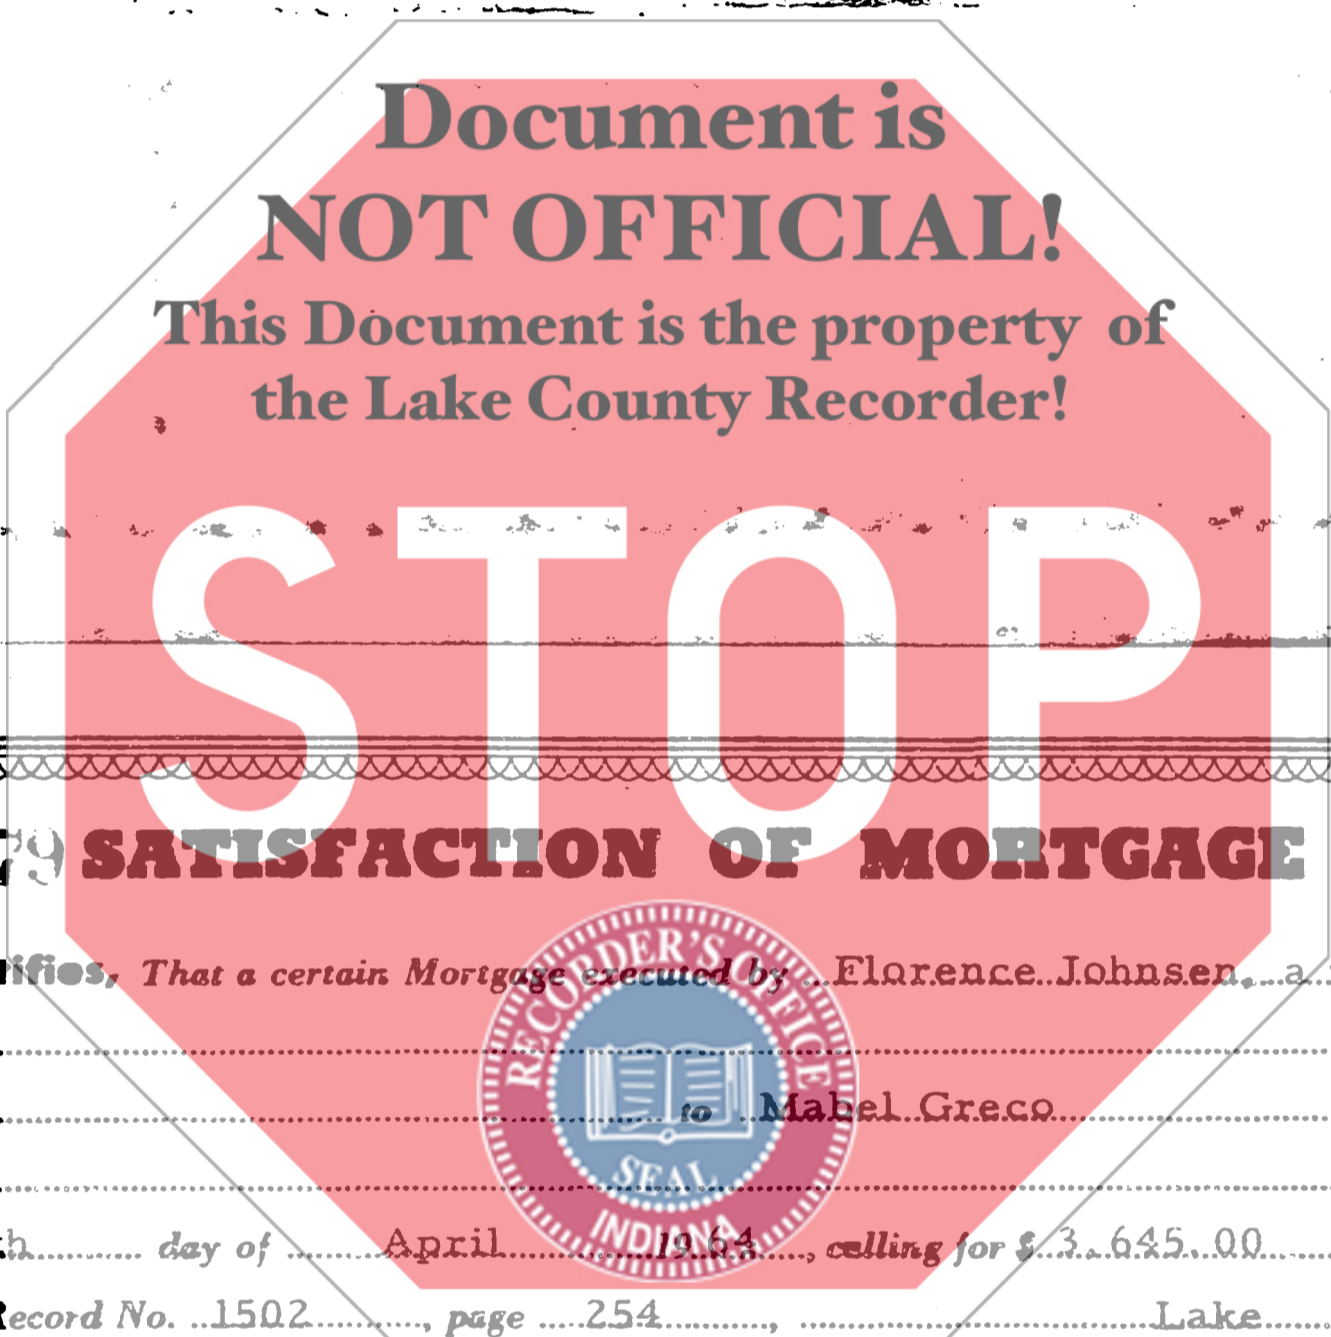 Document is
NOT OFFICIAL!
This Document is the property of
the Lake County Recorder!
STOP
SATISFACTION OF MORTGAGE
That a certain Mortgage executed by Florence Johnsen, a
to Mabel Greco
RECORDER'S OFFICE
SEAL
INDIANA
day of April 1964, calling for $ 3,645.00
Record No. 1502, page 254, Lake